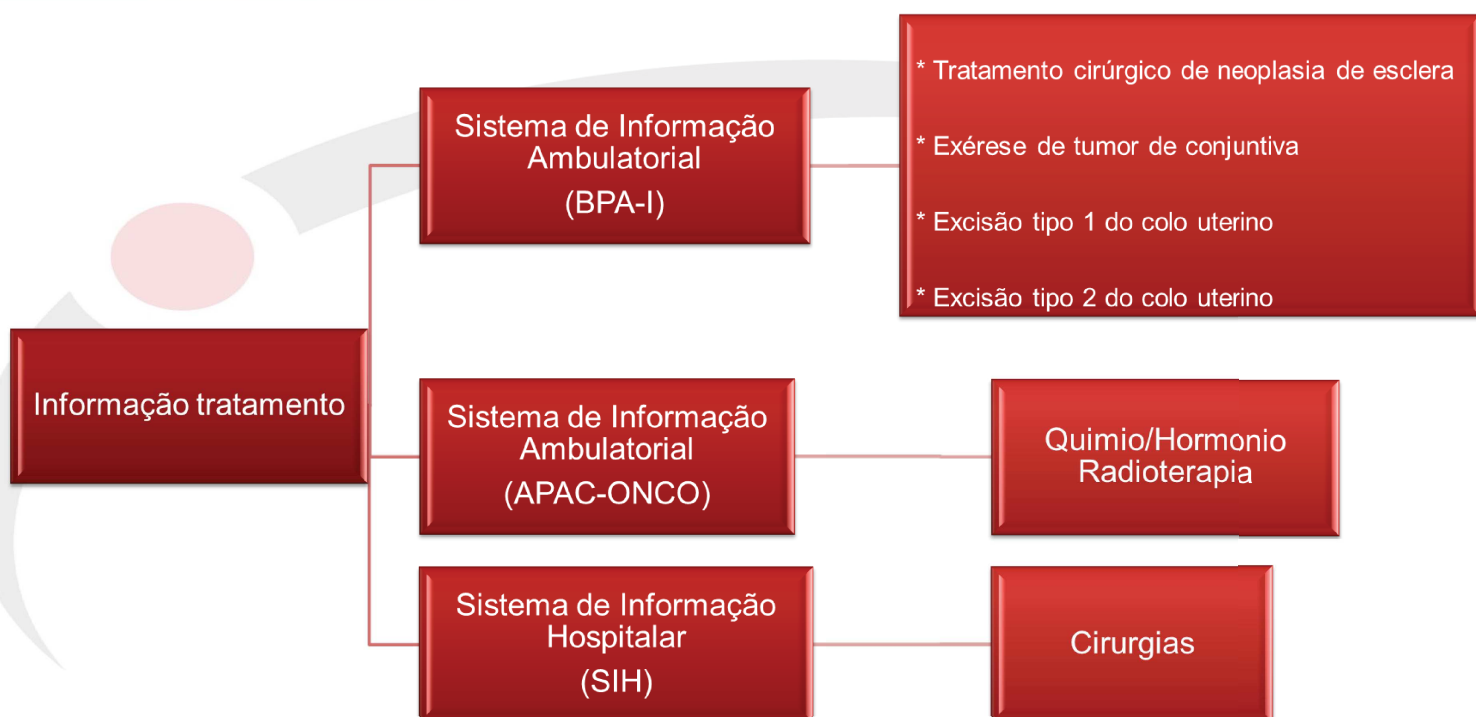 Informação tratamento
Sistema de Informação
Ambulatorial
(BPA-I)
* Tratamento cirúrgico de neoplasia de esclera
* Exérese de tumor de conjuntiva
* Excisão tipo 1 do colo uterino
* Excisão tipo 2 do colo uterino
Sistema de Informação
Ambulatorial
(APAC-ONCO)
Quimio/Hormonio
Radioterapia
Sistema de Informação
Hospitalar
(SIH)
Cirurgias